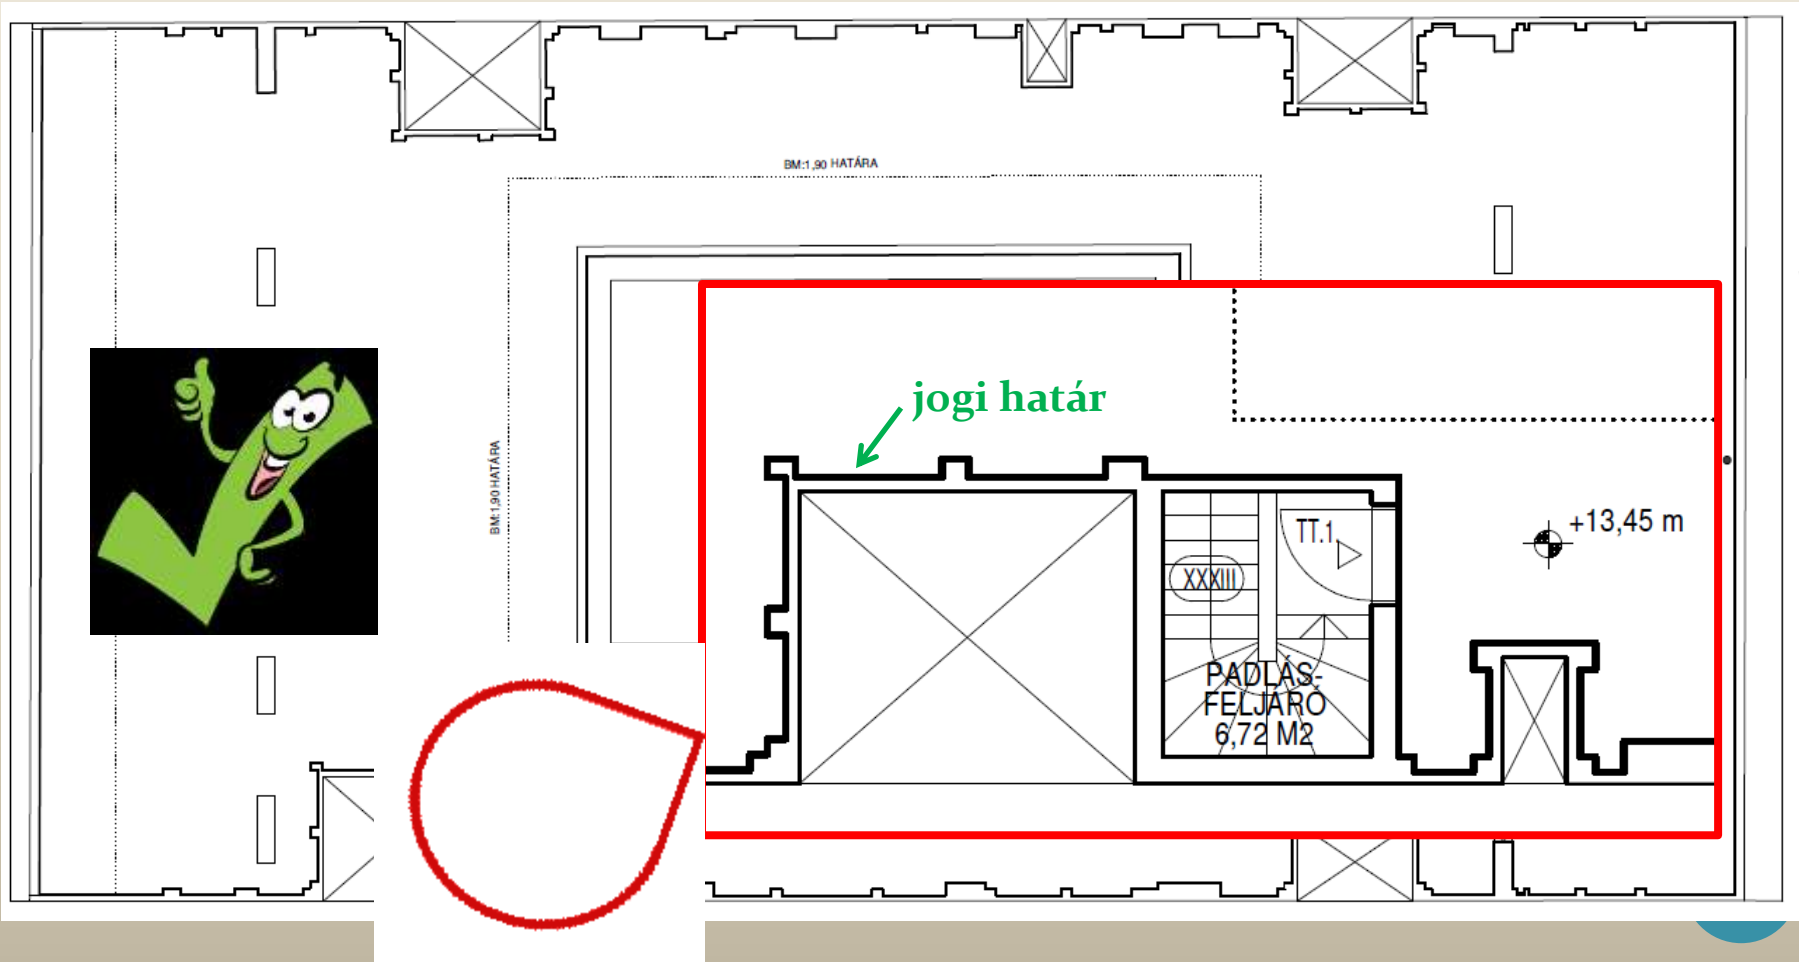 BM:1,90 HATÁRA
BM:1,90 HATÁRA
jogi határ
+13,45 m
TT.1.
XXXIII
PADLÁS-
FELJÁRÓ
6,72 M2